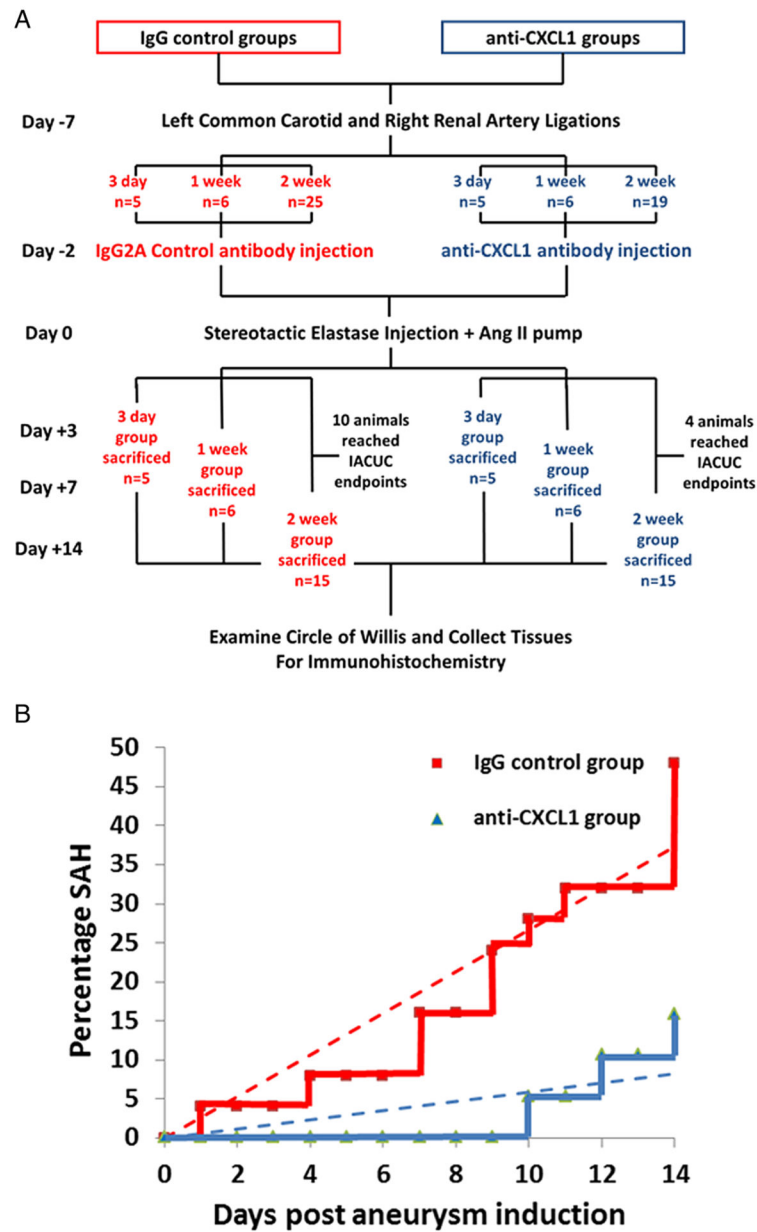 A
IgG control groups
anti-CXCL1 groups
Day -7
Left Common Carotid and Right Renal Artery Ligations
3 day
n=5
1 week
n=6
2 week
n=25
3 day
n=5
1 week
n=6
2 week
n=19
Day -2
IgG2A Control antibody injection
anti-CXCL1 antibody injection
Day 0
Stereotactic Elastase Injection + Ang II pump
Day +3
Day +7
Day +14
3 day
group
sacrificed
n=5
1 week
group
sacrificed
n=6
10 animals
reached
IACUC
endpoints
2 week
group
sacrificed
n=15
3 day
group
sacrificed
n=5
1 week
group
sacrificed
n=6
4 animals
reached
IACUC
endpoints
2 week
group
sacrificed
n=15
Examine Circle of Willis and Collect Tissues
For Immunohistochemistry
B
Percentage SAH
50
45
40
35
30
25
20
15
10
5
0
IgG control group
anti-CXCL1 group
0 2 4 6 8 10 12 14
Days post aneurysm induction